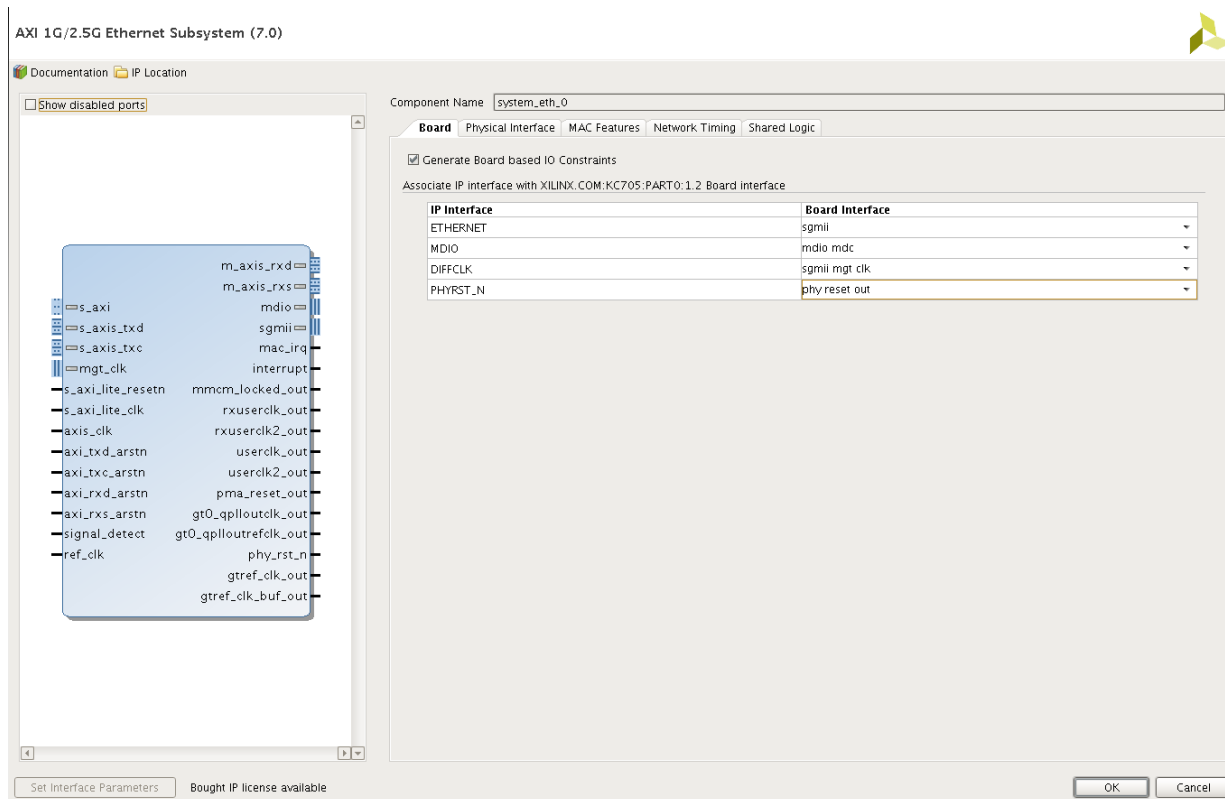 AXI 1G/2.5G Ethernet Subsystem (7.0)
Documentation IP Location
Show disabled ports
m_axis_rxd
m_axis_rxs
s_axi mdio
s_axis_txd sgmii
s_axis_txc mac_irq
mgt_clk interrupt
s_axi_lite_resetn mmcm_locked_out
s_axi_lite_clk rxuserclk_out
axis_clk rxuserclk2_out
axi_txd_arstn userclk_out
axi_txc_arstn userclk2_out
axi_rxd_arstn pma_reset_out
axi_rxs_arstn gt0_qplloutclk_out
signal_detect gt0_qplloutrefclk_out
ref_clk phy_rst_n
gtref_clk_out
gtref_clk_buf_out
Component Name system_eth_0
Board Physical Interface MAC Features Network Timing Shared Logic
Generate Board based IO Constraints
Associate IP interface with XILINX.COM:KC705:PART0:1.2 Board interface
IP Interface Board Interface
ETHERNET sgmii
MDIO mdio mdc
DIFFCLK sgmii mgt clk
PHYRST_N phy reset out
Set Interface Parameters Bought IP license available OK Cancel